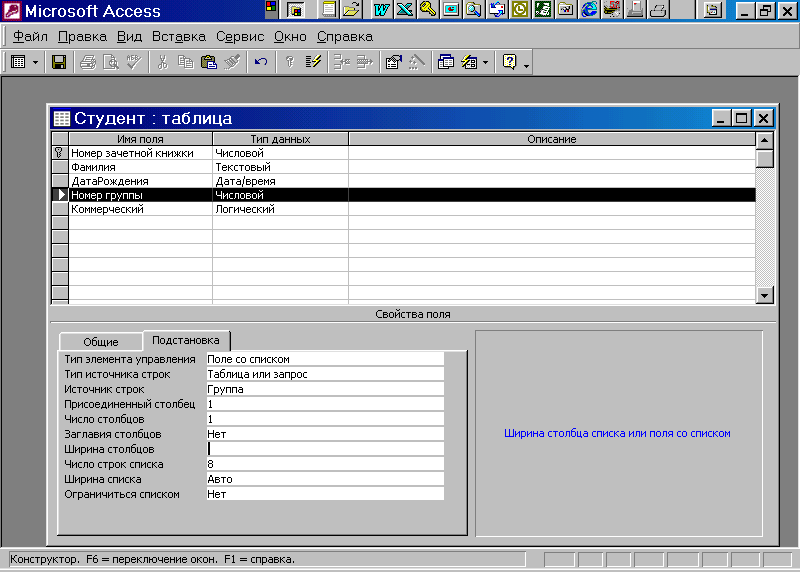 Microsoft Access
Файл Правка Вид Вставка Сервис Окно Справка
Студент : таблица
Имя поля Тип данных Описание
Номер зачетной книжки Числовой
Фамилия Текстовый
ДатаРождения Дата/время
Номер группы Числовой
Коммерческий Логический
Свойства поля
Общие Подстановка
Тип элемента управления Поле со списком
Тип источника строк Таблица или запрос
Источник строк Группа
Присоединенный столбец 1
Число столбцов 1
Заглавия столбцов Нет
Ширина столбцов
Число строк списка 8
Ширина списка Авто
Ограничиться списком Нет
Ширина столбца списка или поля со списком
Конструктор. F6 = переключение окон. F1 = справка.